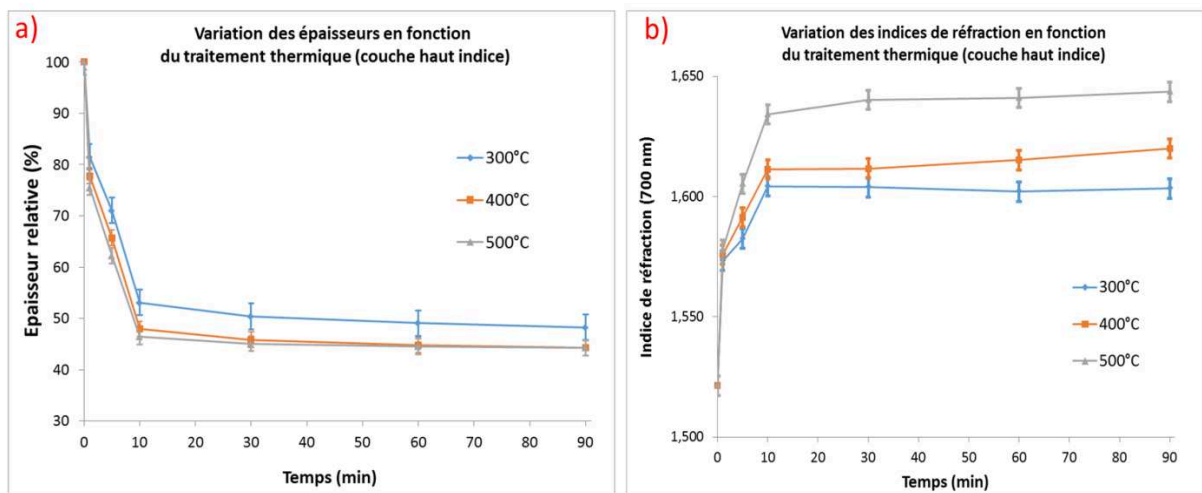 a)
Variation des épaisseurs en fonction
du traitement thermique (couche haut indice)
Epaisseur relative (%)
100
90
80
70
60
50
40
30
300°C
400°C
500°C
0 10 20 30 40 50 60 70 80 90
Temps (min)
b)
Variation des indices de réfraction en fonction
du traitement thermique (couche haut indice)
Indice de réfraction (700 nm)
1,650
1,600
1,550
1,500
300°C
400°C
500°C
0 10 20 30 40 50 60 70 80 90
Temps (min)